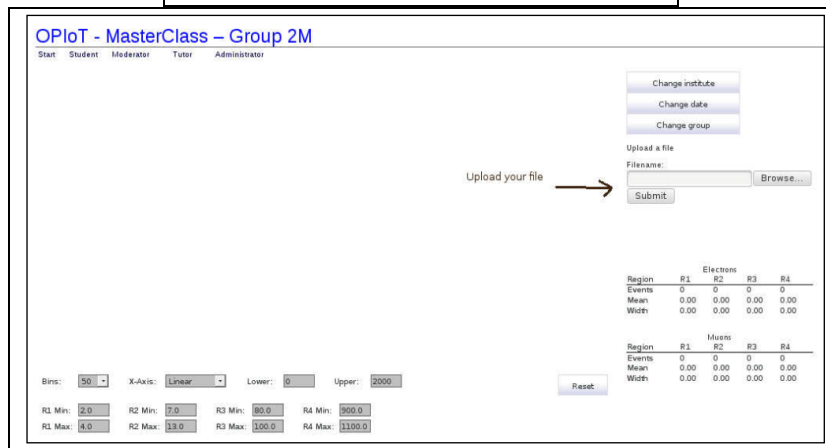 OPIoT - MasterClass – Group 2M
Start Student Moderator Tutor Administrator
Change institute
Change date
Change group
Upload a file
Filename:
Upload your file
Browse...
Submit
Electrons
Region R1 R2 R3 R4
Events 0 0 0 0
Mean 0.00 0.00 0.00 0.00
Width 0.00 0.00 0.00 0.00
Muons
Region R1 R2 R3 R4
Events 0 0 0 0
Mean 0.00 0.00 0.00 0.00
Width 0.00 0.00 0.00 0.00
Bins: 50 X-Axis: Linear Lower: 0 Upper: 2000
Reset
R1 Min: 2.0 R2 Min: 7.0 R3 Min: 80.0 R4 Min: 900.0
R1 Max: 4.0 R2 Max: 13.0 R3 Max: 100.0 R4 Max: 1100.0